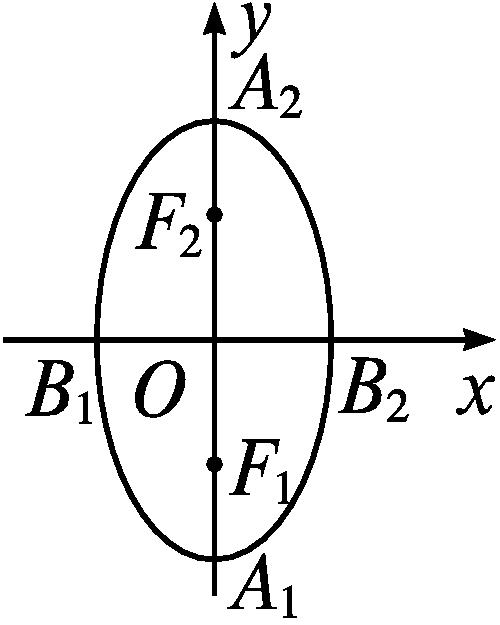 y
A₂
F₂
B₁ O B₂ x
F₁
A₁